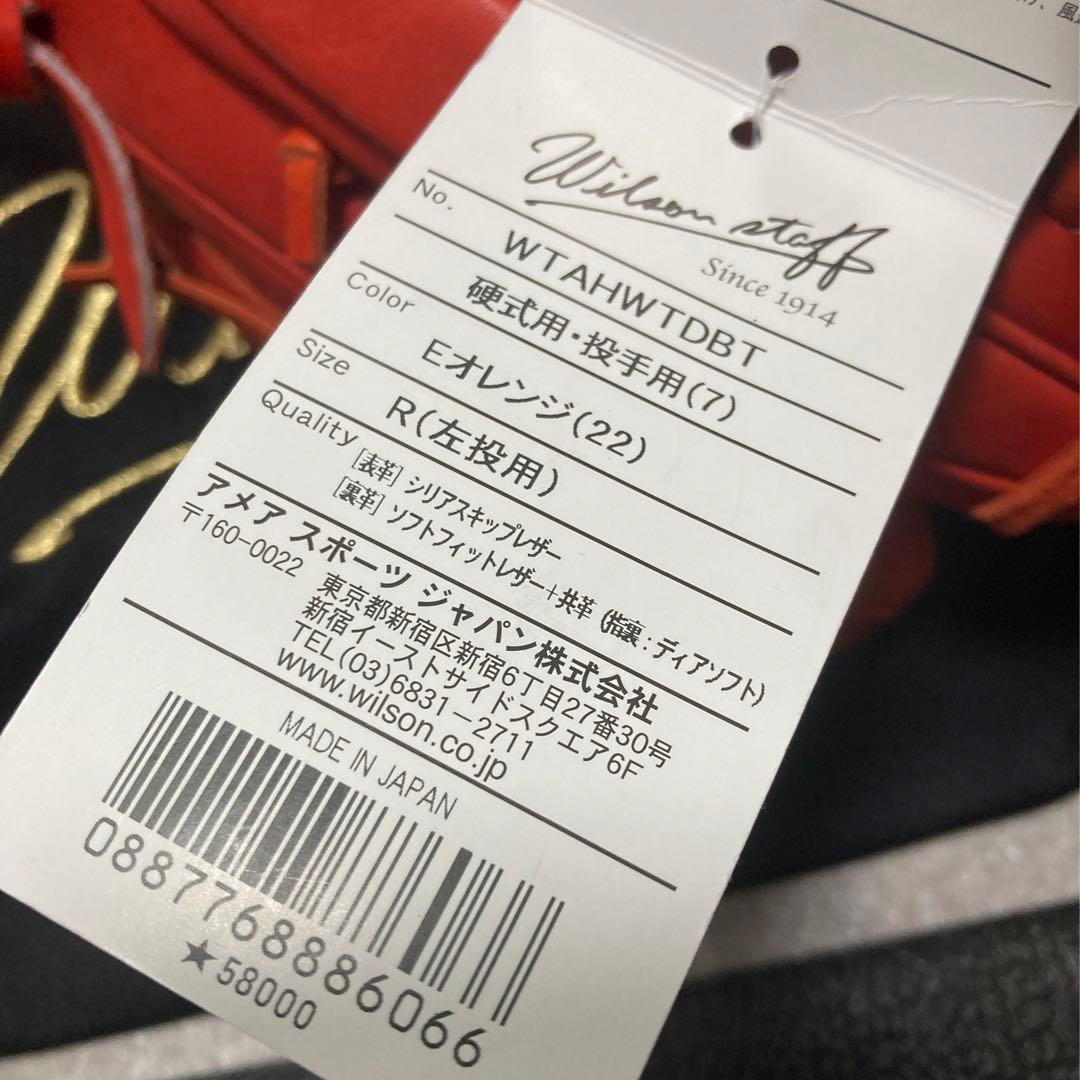 Wilson staff
Since 1914
No.
WTAHWTDBT
硬式用・投手用(7)
Color
Eオレンジ(22)
Size
R(左投用)
Quality
[表革] シリアスキップレザー
[裏革] ソフトフィットレザー+共革 (指裏:ディアソフト)
アメア スポーツ ジャパン株式会社
〒160-0022
東京都新宿区新宿6丁目27番30号
新宿イーストサイドスクエア6F
TEL(03)6831-2711
www.wilson.co.jp
MADE IN JAPAN
0887768886066
★58000